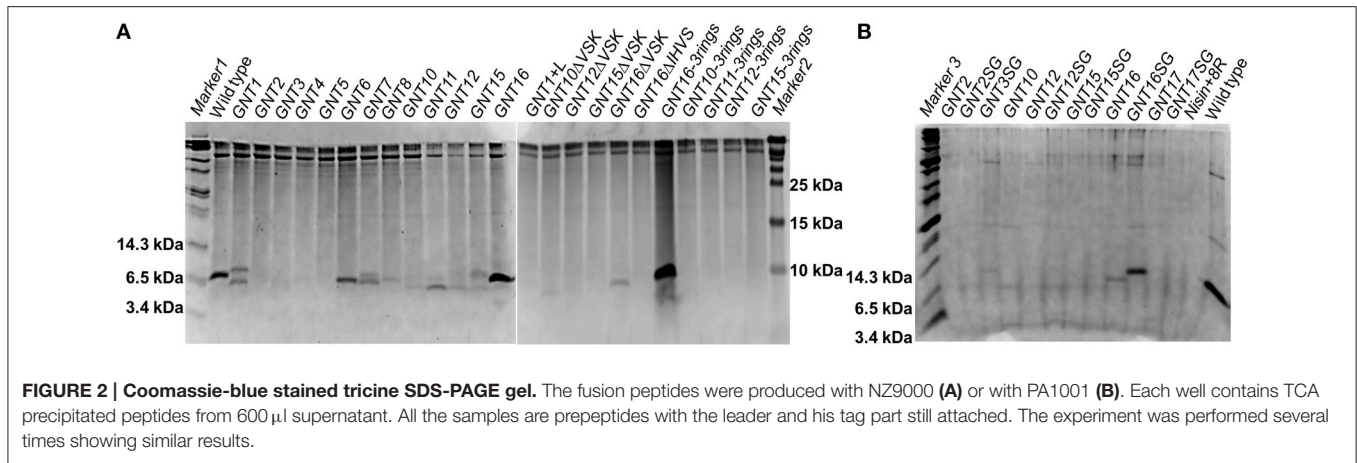 A
B
Marker1
Wild type
GNT1
GNT2
GNT3
GNT4
GNT5
GNT6
GNT7
GNT8
GNT10
GNT11
GNT12
GNT15
GNT16
GNT1+L
GNT10ΔVSK
GNT12ΔVSK
GNT15ΔVSK
GNT16ΔVSK
GNT16ΔIHVS
GNT16-3rings
GNT10-3rings
GNT11-3rings
GNT12-3rings
GNT15-3rings
Marker2
Marker 3
GNT2
GNT2SG
GNT3SG
GNT10
GNT12
GNT12SG
GNT15
GNT15SG
GNT16
GNT16SG
GNT17
GNT17SG
Nisin+8R
Wild type
14.3 kDa
6.5 kDa
3.4 kDa
25 kDa
15 kDa
10 kDa
14.3 kDa
6.5 kDa
3.4 kDa
FIGURE 2 | Coomassie-blue stained tricine SDS-PAGE gel. The fusion peptides were produced with NZ9000 (A) or with PA1001 (B). Each well contains TCA
precipitated peptides from 600 μl supernatant. All the samples are prepeptides with the leader and his tag part still attached. The experiment was performed several
times showing similar results.